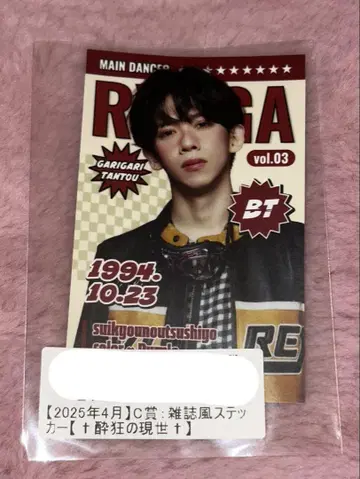 MAIN DANCER
vol.03
GARIGARI
TANTOU
BT
1994.
10.23
suikyounoutsushiyo
RE
【2025年4月】C賞:雑誌風ステッ
カー【†酔狂の現世†】